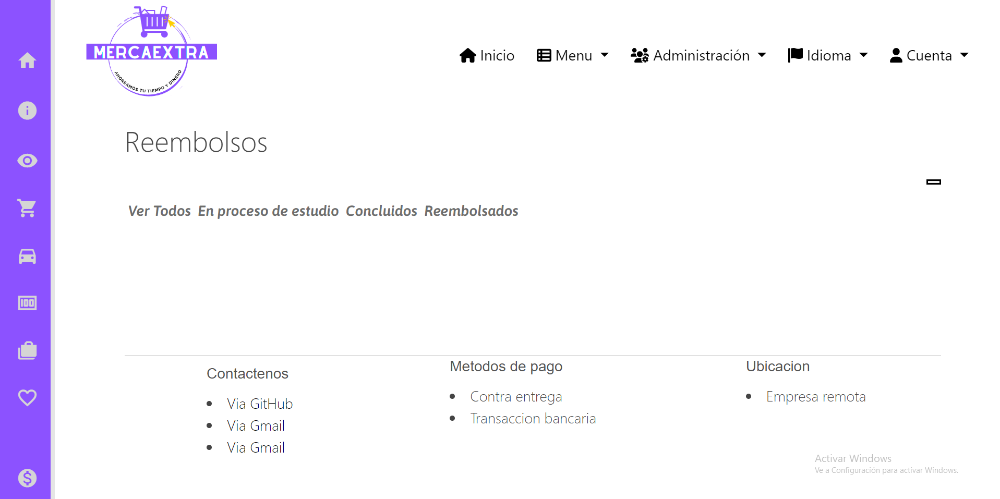 MERCAEXTRA
AHORRAMOS TU TIEMPO Y DINERO
Inicio Menu Administración Idioma Cuenta
Reembolsos
Ver Todos En proceso de estudio Concluidos Reembolsados
100
Contactenos
Via GitHub
Via Gmail
Via Gmail
Metodos de pago
Contra entrega
Transaccion bancaria
Ubicacion
Empresa remota
Activar Windows
Ve a Configuración para activar Windows.